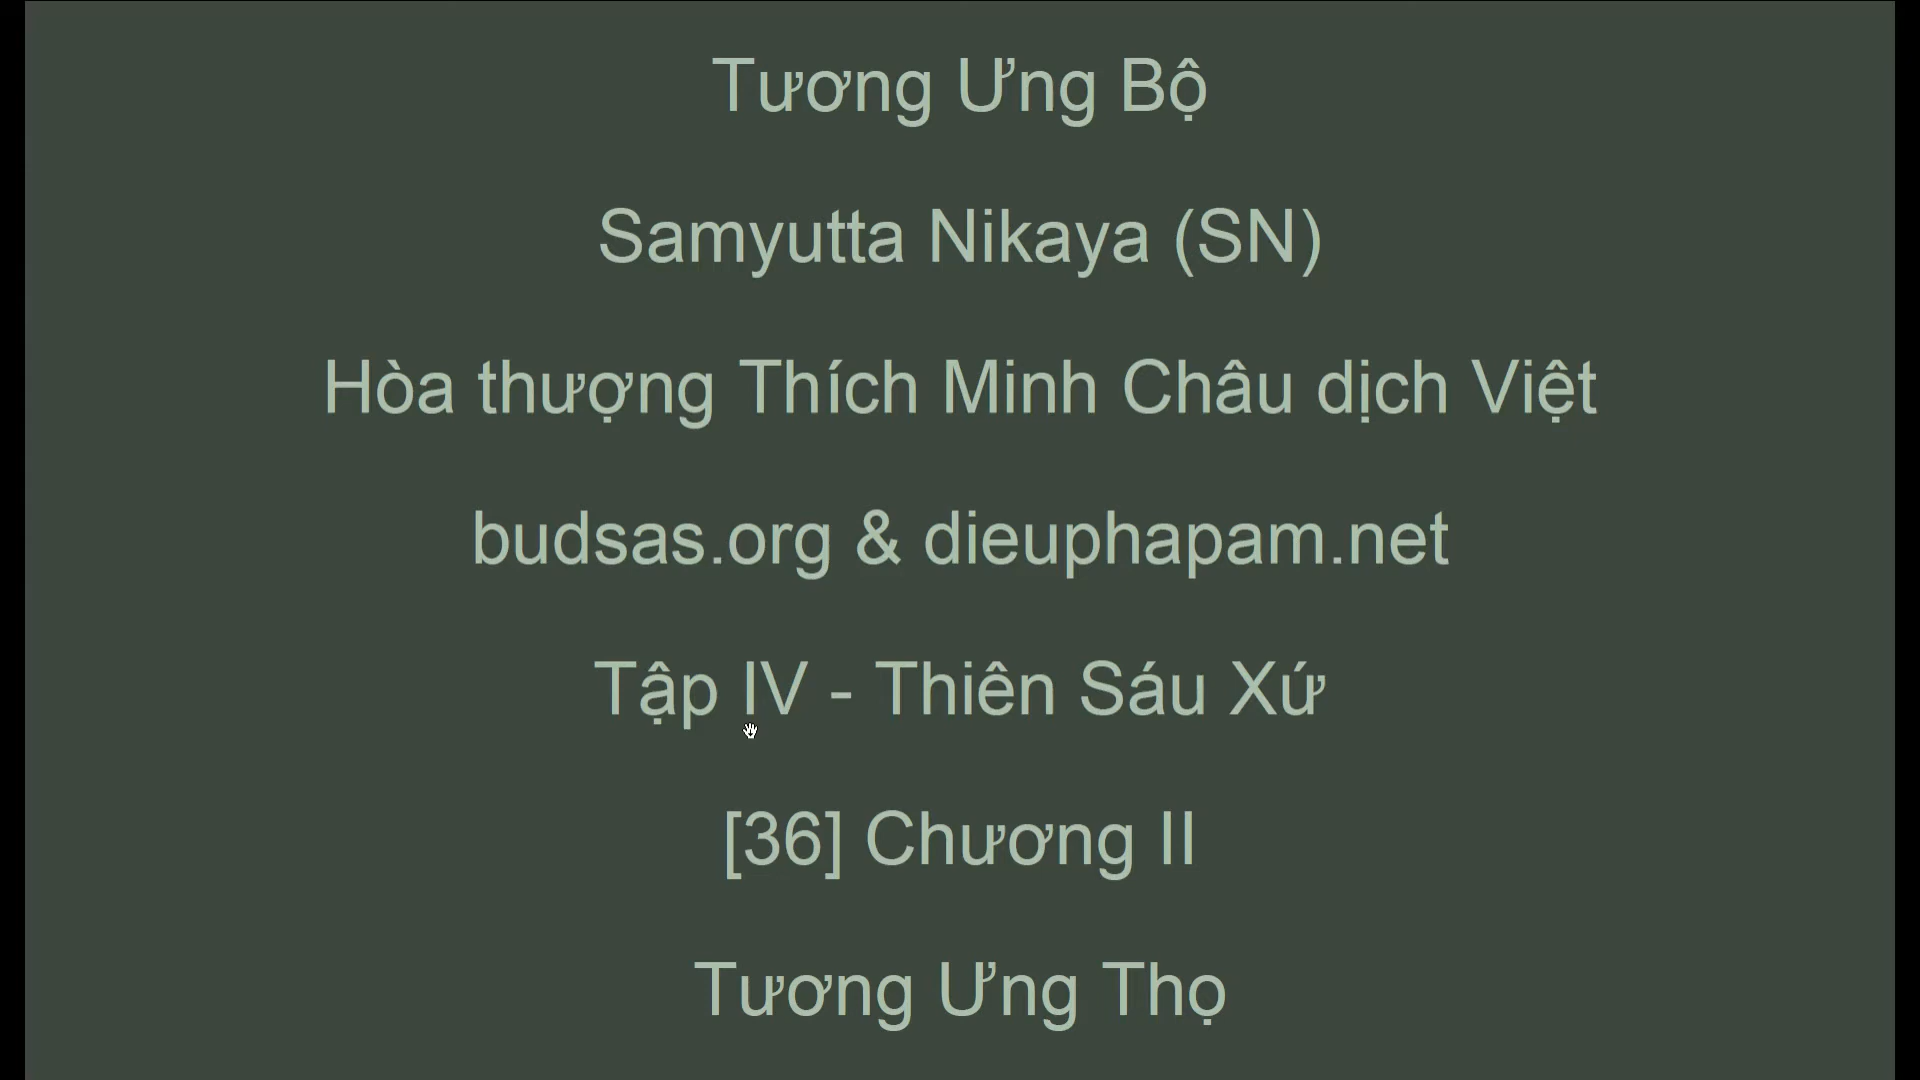 Tương Ưng Bộ
Samyutta Nikaya (SN)
Hòa thượng Thích Minh Châu dịch Việt
budsas.org & dieuphapam.net
Tập IV - Thiên Sáu Xứ
[36] Chương II
Tương Ưng Thọ